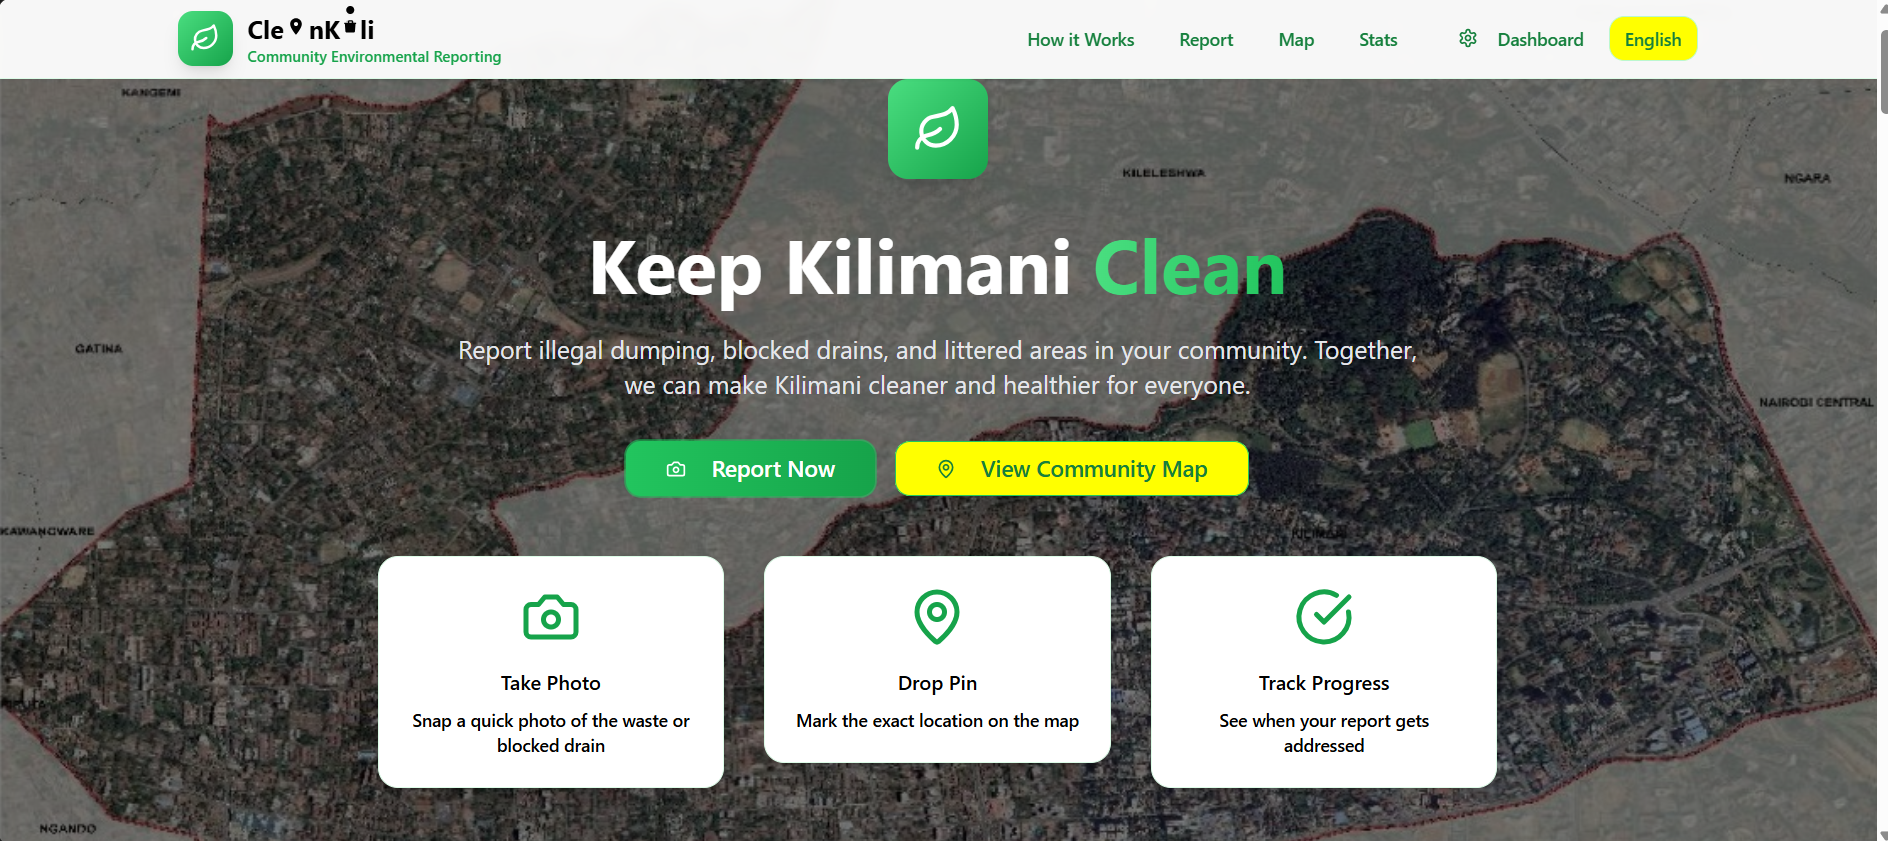 Cle nK li
Community Environmental Reporting
How it Works
Report
Map
Stats
Dashboard
English
KANGEMI
KILELESHWA
NGARA
Keep Kilimani Clean
GATINA
Report illegal dumping, blocked drains, and littered areas in your community. Together,
we can make Kilimani cleaner and healthier for everyone.
NAIROBI CENTRAL
Report Now
View Community Map
KAWANGWARE
KILIMANI
Take Photo
Snap a quick photo of the waste or
blocked drain
Drop Pin
Mark the exact location on the map
Track Progress
See when your report gets
addressed
NGANDO